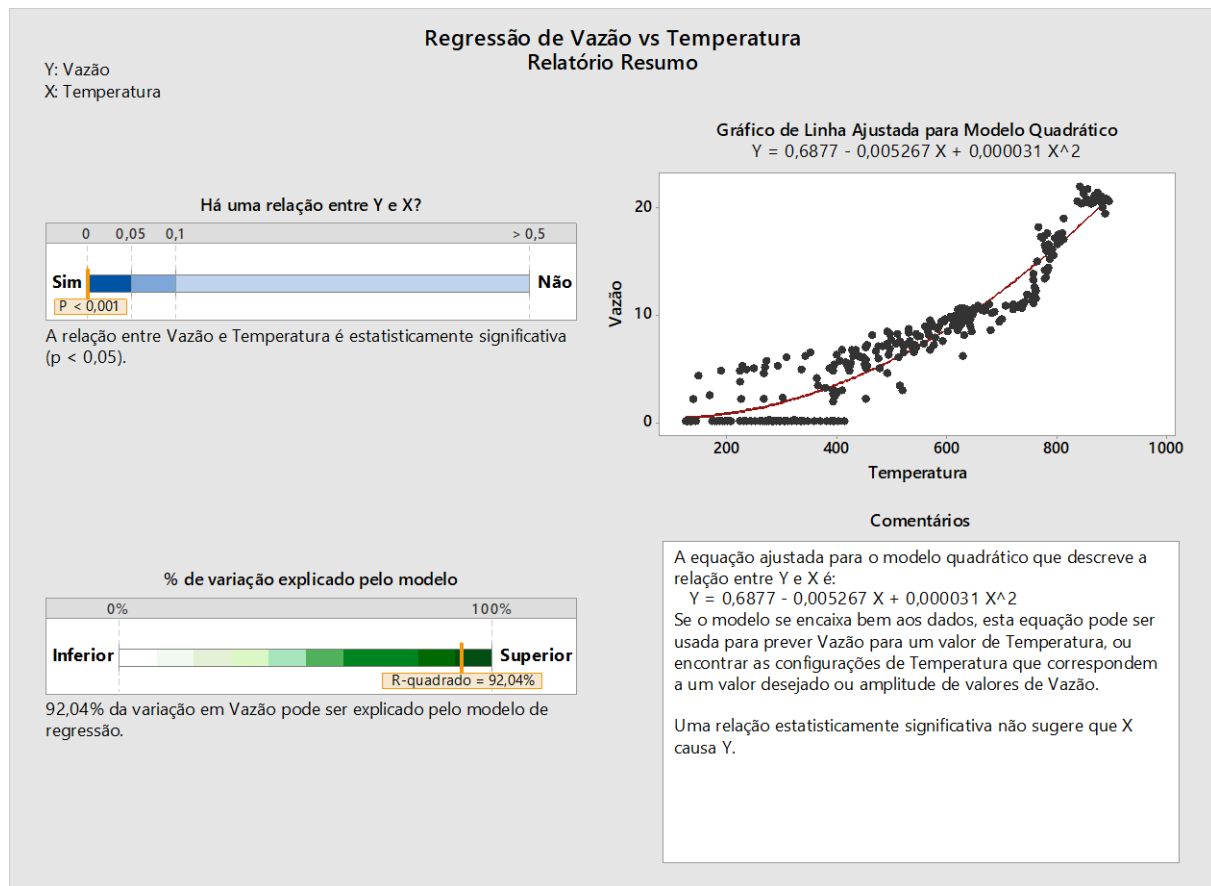 Regressão de Vazão vs Temperatura
Relatório Resumo
Y: Vazão
X: Temperatura
Há uma relação entre Y e X?
0 0,05 0,1 > 0,5
Sim Não
P < 0,001
A relação entre Vazão e Temperatura é estatisticamente significativa
(p < 0,05).
Gráfico de Linha Ajustada para Modelo Quadrático
Y = 0,6877 - 0,005267 X + 0,000031 X^2
20
10
0
Vazão
200 400 600 800 1000
Temperatura
% de variação explicado pelo modelo
0% 100%
Inferior Superior
R-quadrado = 92,04%
92,04% da variação em Vazão pode ser explicado pelo modelo de
regressão.
Comentários
A equação ajustada para o modelo quadrático que descreve a
relação entre Y e X é:
Y = 0,6877 - 0,005267 X + 0,000031 X^2
Se o modelo se encaixa bem aos dados, esta equação pode ser
usada para prever Vazão para um valor de Temperatura, ou
encontrar as configurações de Temperatura que correspondem
a um valor desejado ou amplitude de valores de Vazão.
Uma relação estatisticamente significativa não sugere que X
causa Y.